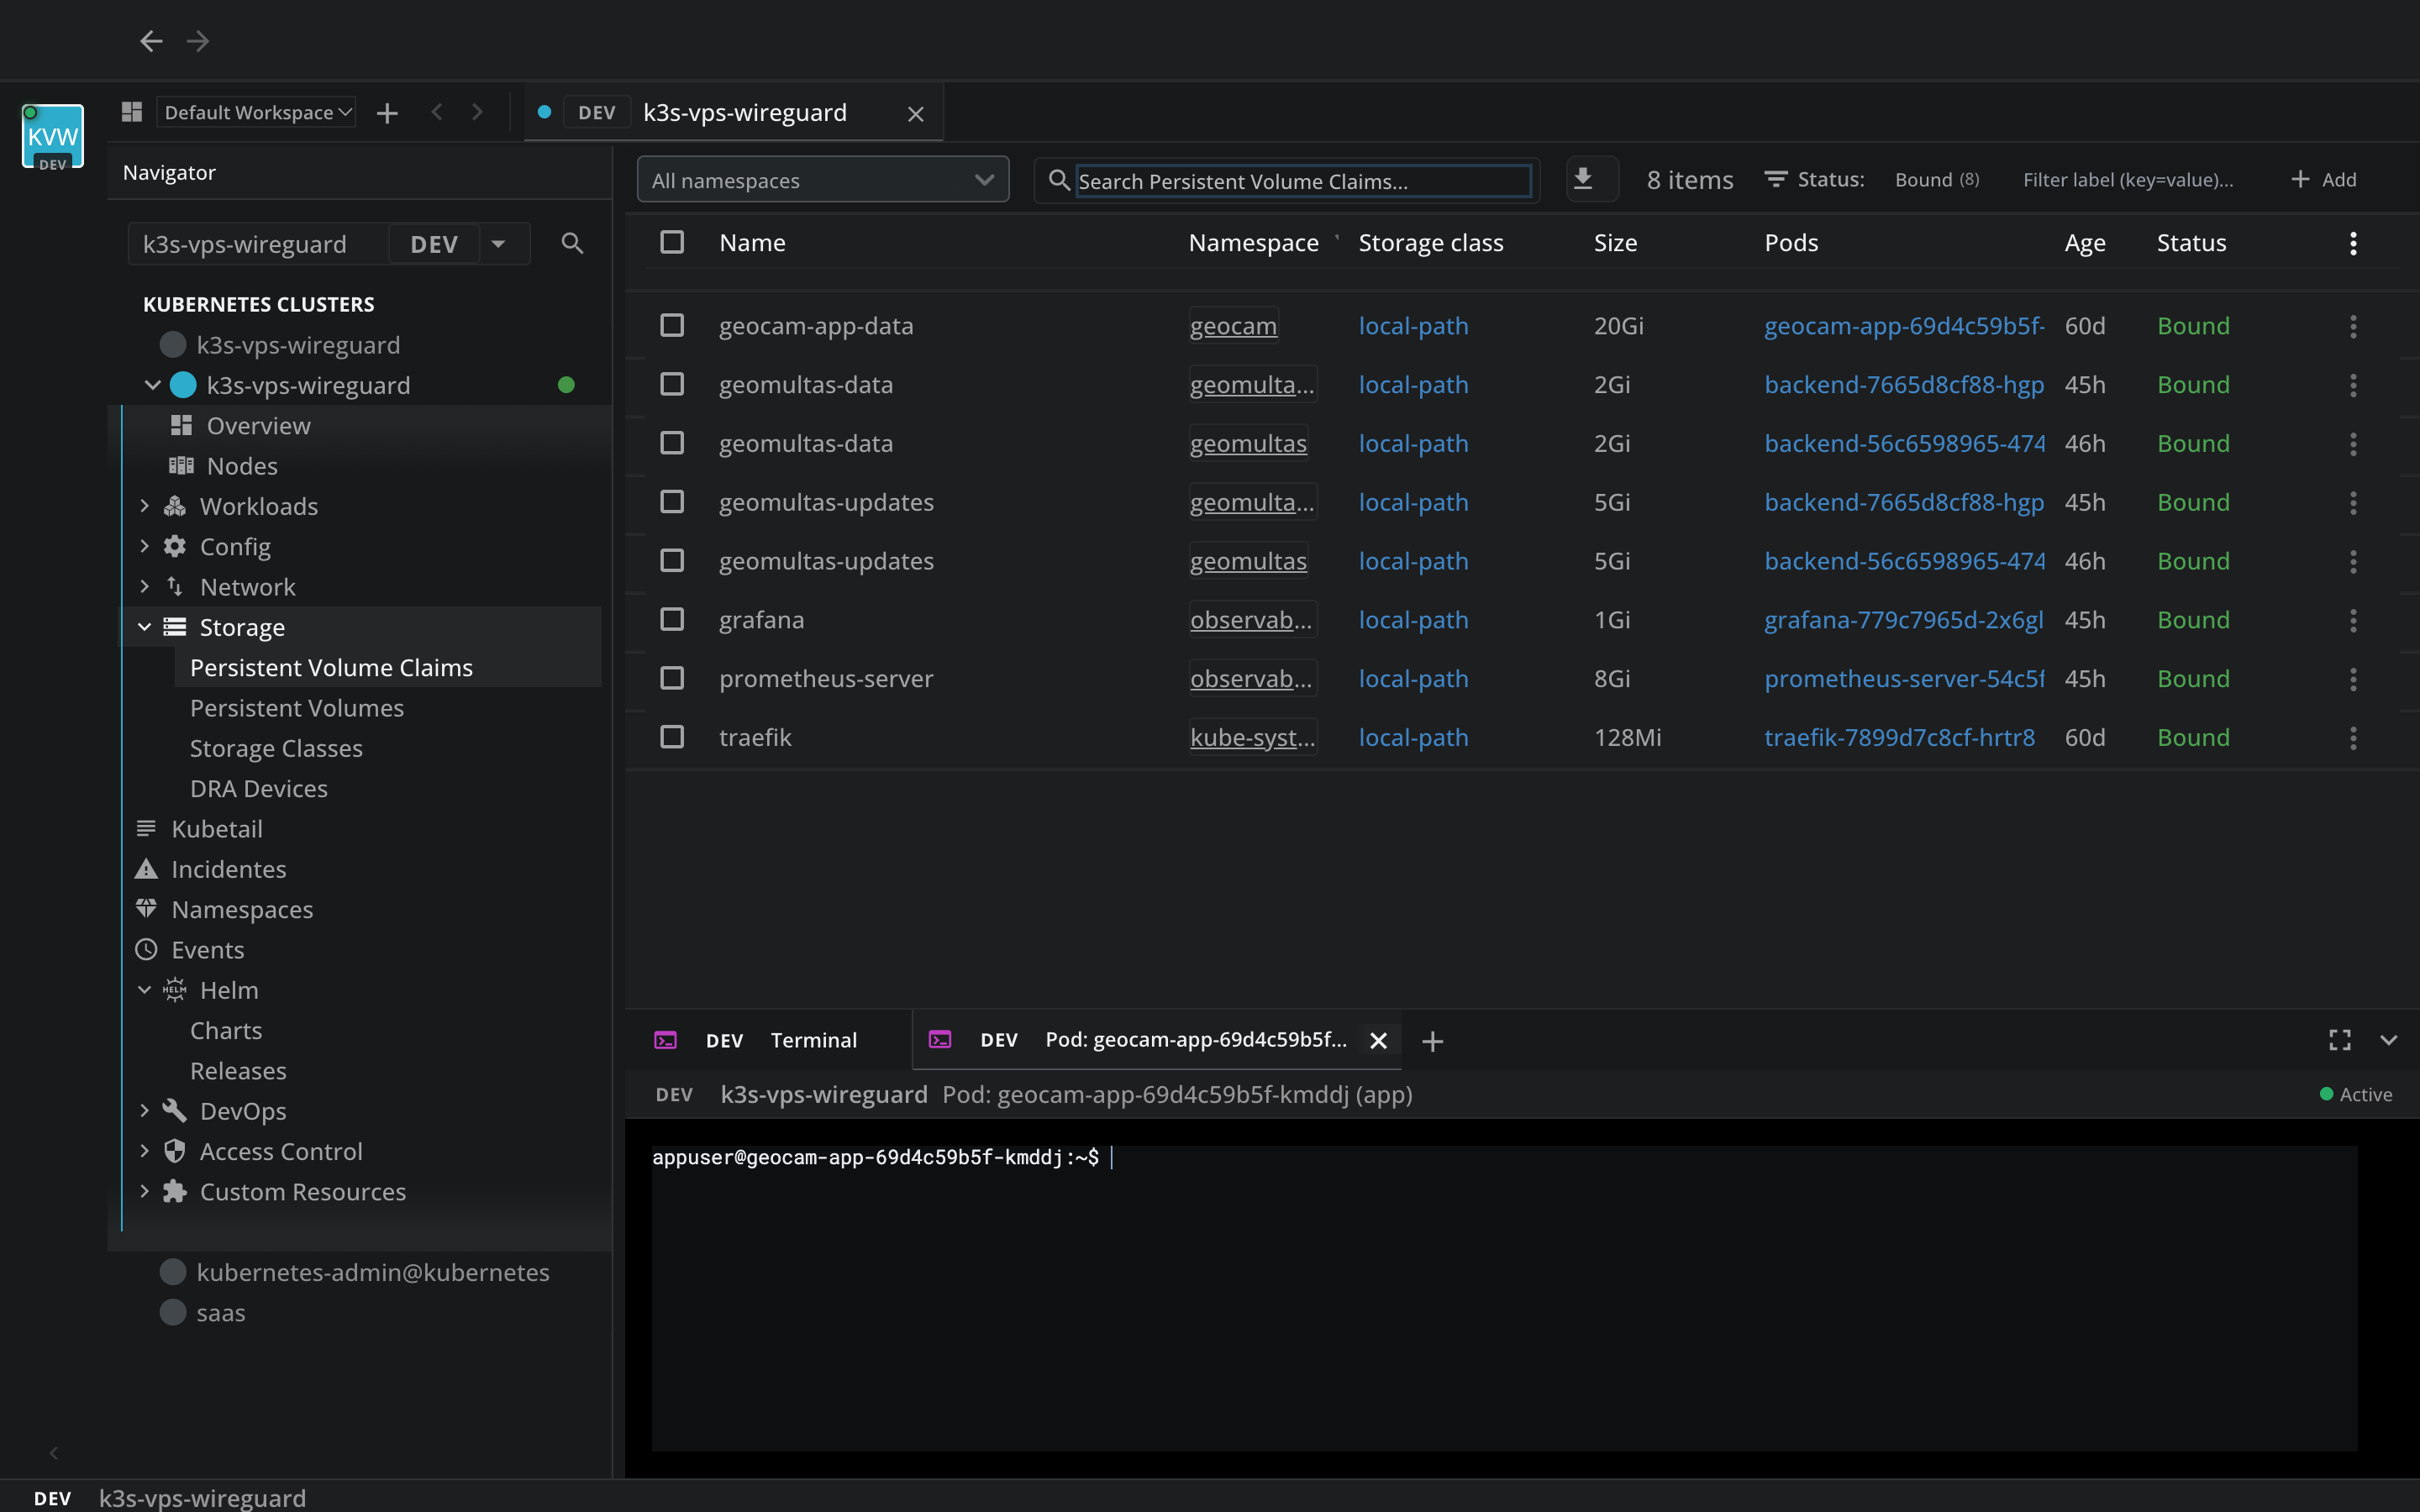 KVW
DEV
Default Workspace
DEV k3s-vps-wireguard
Navigator
k3s-vps-wireguard DEV
KUBERNETES CLUSTERS
k3s-vps-wireguard
k3s-vps-wireguard
Overview
Nodes
Workloads
Config
Network
Storage
Persistent Volume Claims
Persistent Volumes
Storage Classes
DRA Devices
Kubetail
Incidentes
Namespaces
Events
HELM Helm
Charts
Releases
DevOps
Access Control
Custom Resources
kubernetes-admin@kubernetes
saas
All namespaces Search Persistent Volume Claims... 8 items Status: Bound (8) Filter label (key=value)... + Add
Name Namespace Storage class Size Pods Age Status
geocam-app-data geocam local-path 20Gi geocam-app-69d4c59b5f- 60d Bound
geomultas-data geomulta... local-path 2Gi backend-7665d8cf88-hgp 45h Bound
geomultas-data geomultas local-path 2Gi backend-56c6598965-474 46h Bound
geomultas-updates geomulta... local-path 5Gi backend-7665d8cf88-hgp 45h Bound
geomultas-updates geomultas local-path 5Gi backend-56c6598965-474 46h Bound
grafana observab... local-path 1Gi grafana-779c7965d-2x6gl 45h Bound
prometheus-server observab... local-path 8Gi prometheus-server-54c5f 45h Bound
traefik kube-syst... local-path 128Mi traefik-7899d7c8cf-hrtr8 60d Bound
DEV Terminal DEV Pod: geocam-app-69d4c59b5f...
DEV k3s-vps-wireguard Pod: geocam-app-69d4c59b5f-kmddj (app) Active
appuser@geocam-app-69d4c59b5f-kmddj:~$
DEV k3s-vps-wireguard